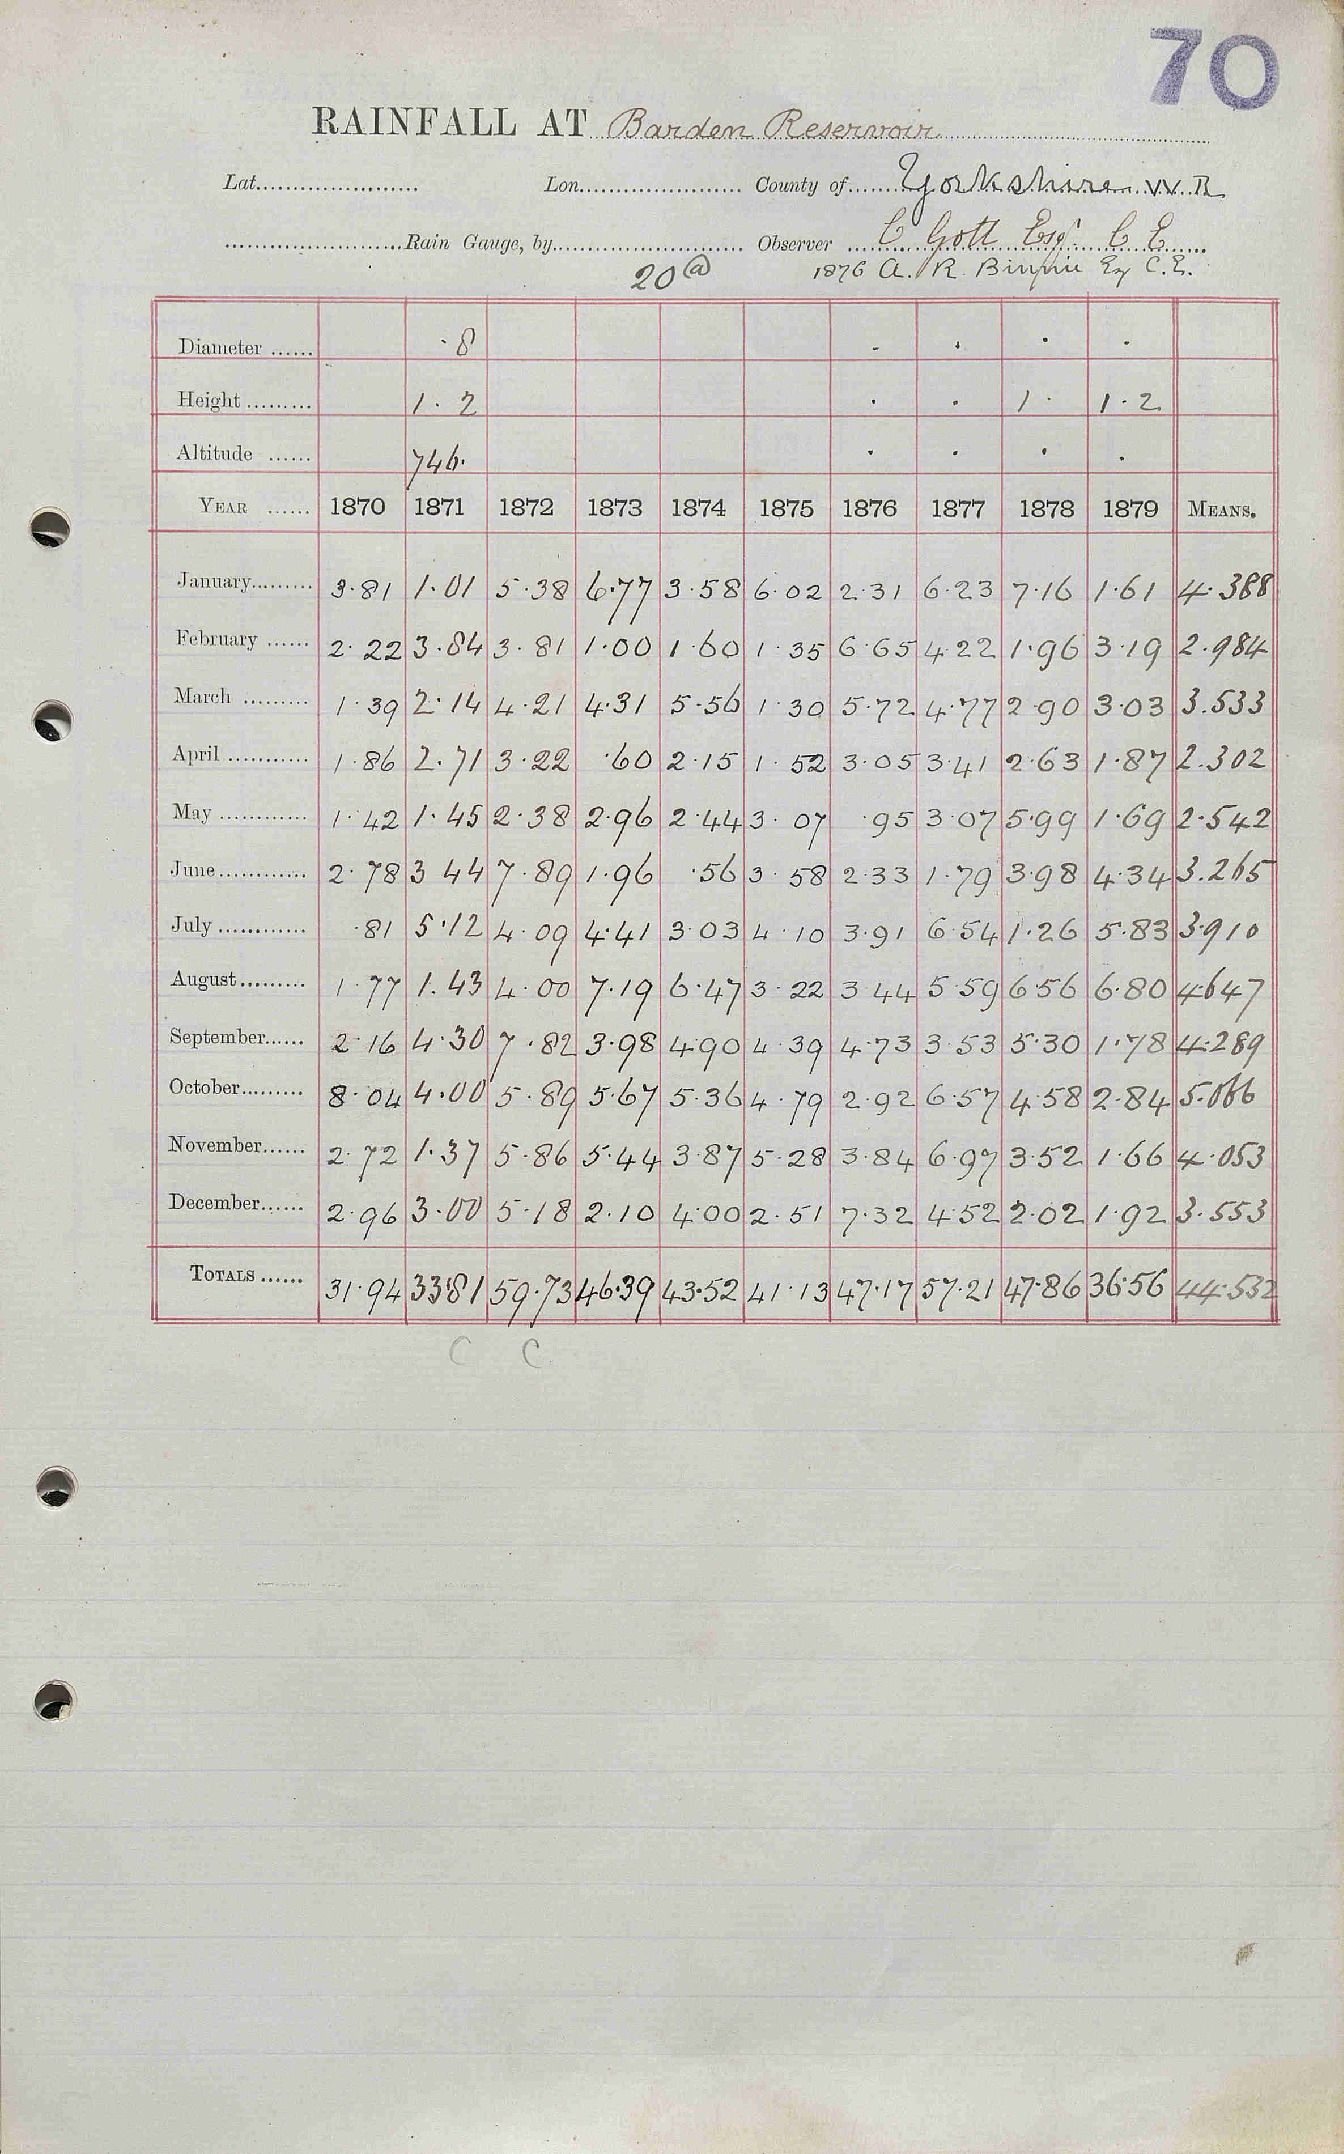 70
RAINFALL AT Barden Reservoir
Lat. Lon. County of Yorkshire W.R
Rain Gauge, by Observer C Gott Esqr C E
20 @ 1876 A. R. Binnie Esq C.E.
Diameter ...... ·8 · · · ·
Height ......... 1·2 · · 1· 1·2
Altitude ...... 746· · · · ·
YEAR ...... 1870 1871 1872 1873 1874 1875 1876 1877 1878 1879 MEANS.
January......... 3·81 1·01 5·38 6·77 3·58 6·02 2·31 6·23 7·16 1·61 4·388
February ...... 2·22 3·84 3·81 1·00 1·60 1·35 6·65 4·22 1·96 3·19 2·984
March ......... 1·39 2·14 4·21 4·31 5·56 1·30 5·72 4·77 2·90 3·03 3.533
April ............ 1·86 2·71 3·22 ·60 2·15 1·52 3·05 3·41 2·63 1·87 2·302
May ............. 1·42 1·45 2·38 2·96 2·44 3·07 ·95 3·07 5·99 1·69 2·542
June............. 2·78 3 44 7·89 1·96 ·56 3·58 2·33 1·79 3·98 4·34 3.265
July ............. ·81 5·12 4·09 4·41 3·03 4·10 3·91 6·54 1·26 5·83 3·910
August.......... 1·77 1·43 4·00 7·19 6·47 3·22 3·44 5·59 6·56 6·80 4·647
September...... 2·16 4·30 7·82 3·98 4·90 4·39 4·73 3·53 5·30 1·78 4·289
October.......... 8·04 4·00 5·89 5·67 5·36 4·79 2·92 6·57 4·58 2·84 5·066
November...... 2·72 1·37 5·86 5·44 3·87 5·28 3·84 6·97 3·52 1·66 4·053
December...... 2·96 3·00 5·18 2·10 4·00 2·51 7·32 4·52 2·02 1·92 3·553
TOTALS ...... 31·94 33·81 59·73 46·39 43·52 41·13 47·17 57·21 47·86 36·56 44·532
C C